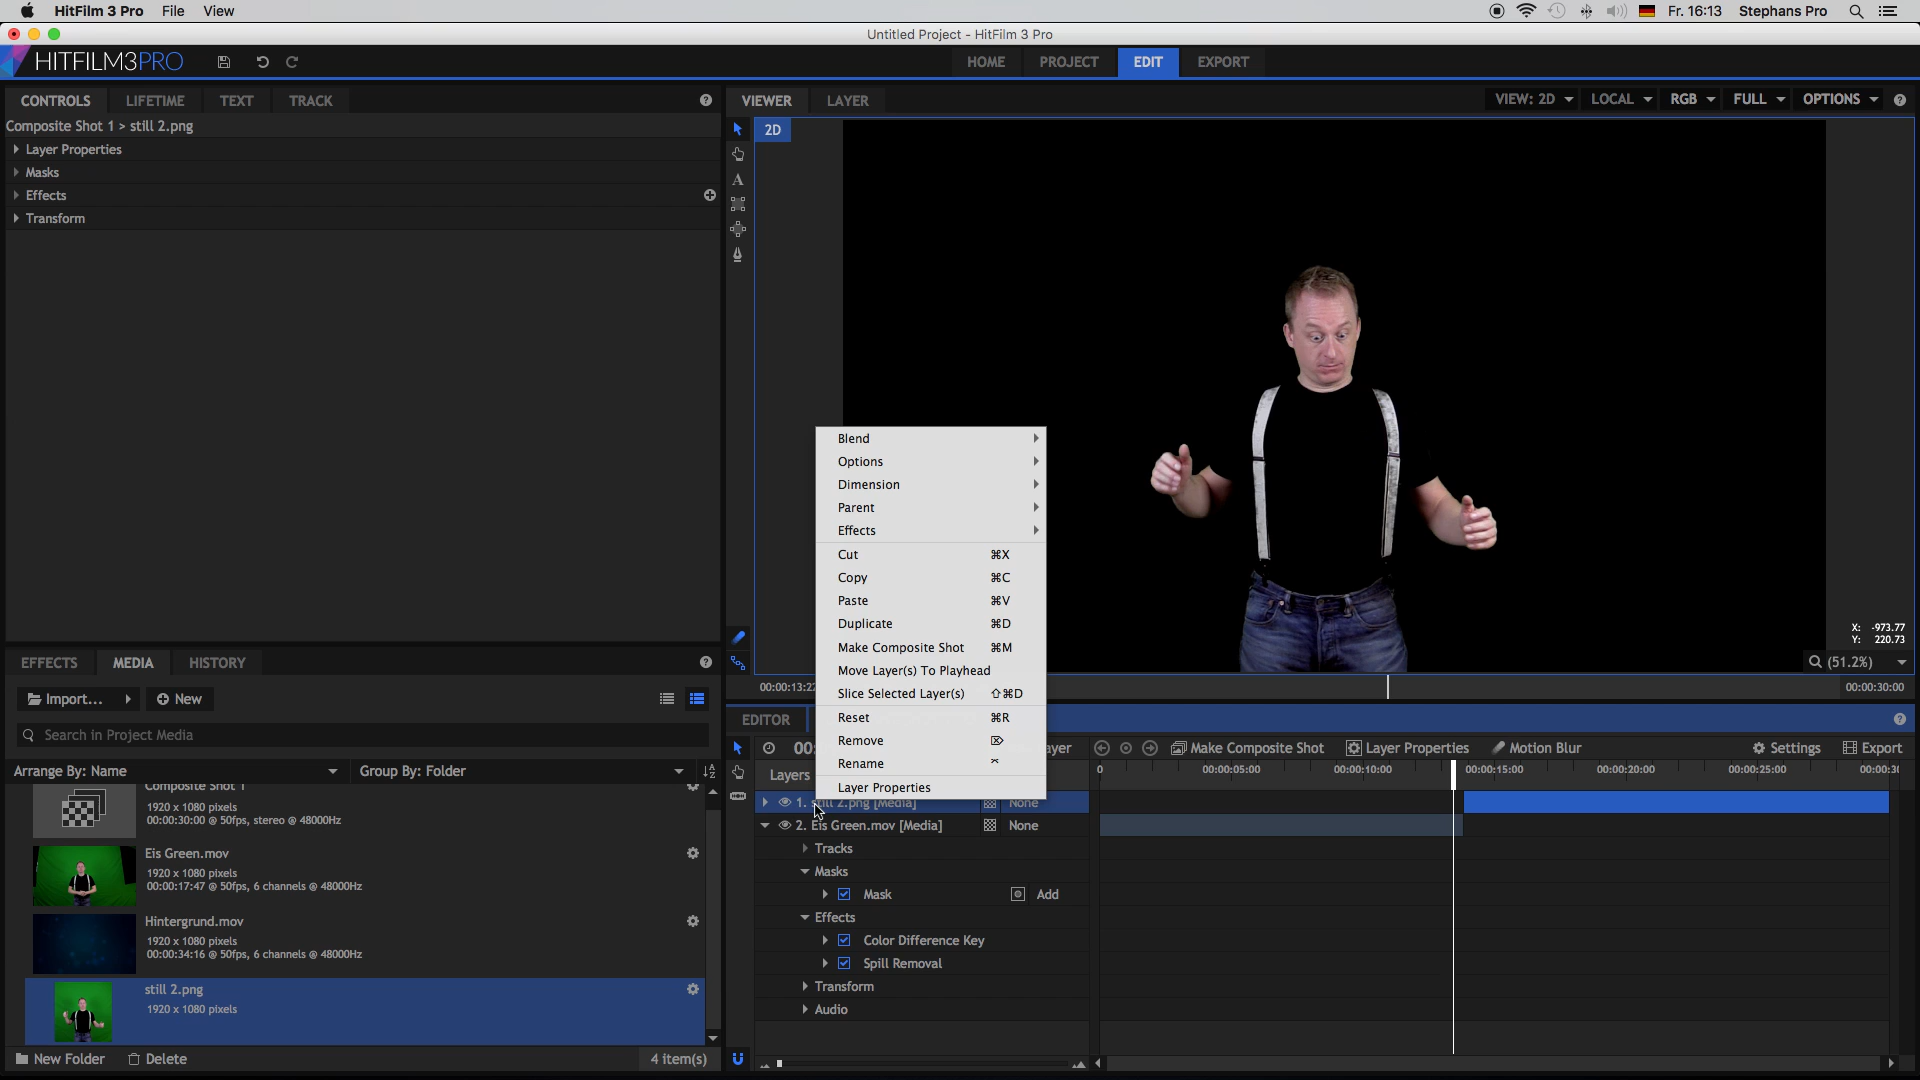 HitFilm 3 Pro File View Fr. 16:13 Stephans Pro
Untitled Project - HitFilm 3 Pro
HITFILM3PRO HOME PROJECT EDIT EXPORT
CONTROLS LIFETIME TEXT TRACK
Composite Shot 1 > still 2.png
Layer Properties
Masks
Effects
Transform
VIEWER LAYER VIEW: 2D LOCAL RGB FULL OPTIONS
2D
A
X: -973.77
Y: 220.73
(51.2%)
00:00:13:2
00:00:30:00
Blend
Options
Dimension
Parent
Effects
Cut ⌘X
Copy ⌘C
Paste ⌘V
Duplicate ⌘D
Make Composite Shot ⌘M
Move Layer(s) To Playhead
Slice Selected Layer(s) ⇧⌘D
Reset ⌘R
Remove ⌦
Rename
Layer Properties
EFFECTS MEDIA HISTORY
Import... New
Search in Project Media
Arrange By: Name Group By: Folder
Composite Shot 1
1920 x 1080 pixels
00:00:30:00 @ 50fps, stereo @ 48000Hz
Eis Green.mov
1920 x 1080 pixels
00:00:17:47 @ 50fps, 6 channels @ 48000Hz
Hintergrund.mov
1920 x 1080 pixels
00:00:34:16 @ 50fps, 6 channels @ 48000Hz
still 2.png
1920 x 1080 pixels
New Folder Delete 4 item(s)
EDITOR
00: ayer Make Composite Shot Layer Properties Motion Blur Settings Export
Layers 0 00:00:05:00 00:00:10:00 00:00:15:00 00:00:20:00 00:00:25:00 00:00:30
1. still 2.png [Media] None
2. Eis Green.mov [Media] None
Tracks
Masks
Mask Add
Effects
Color Difference Key
Spill Removal
Transform
Audio